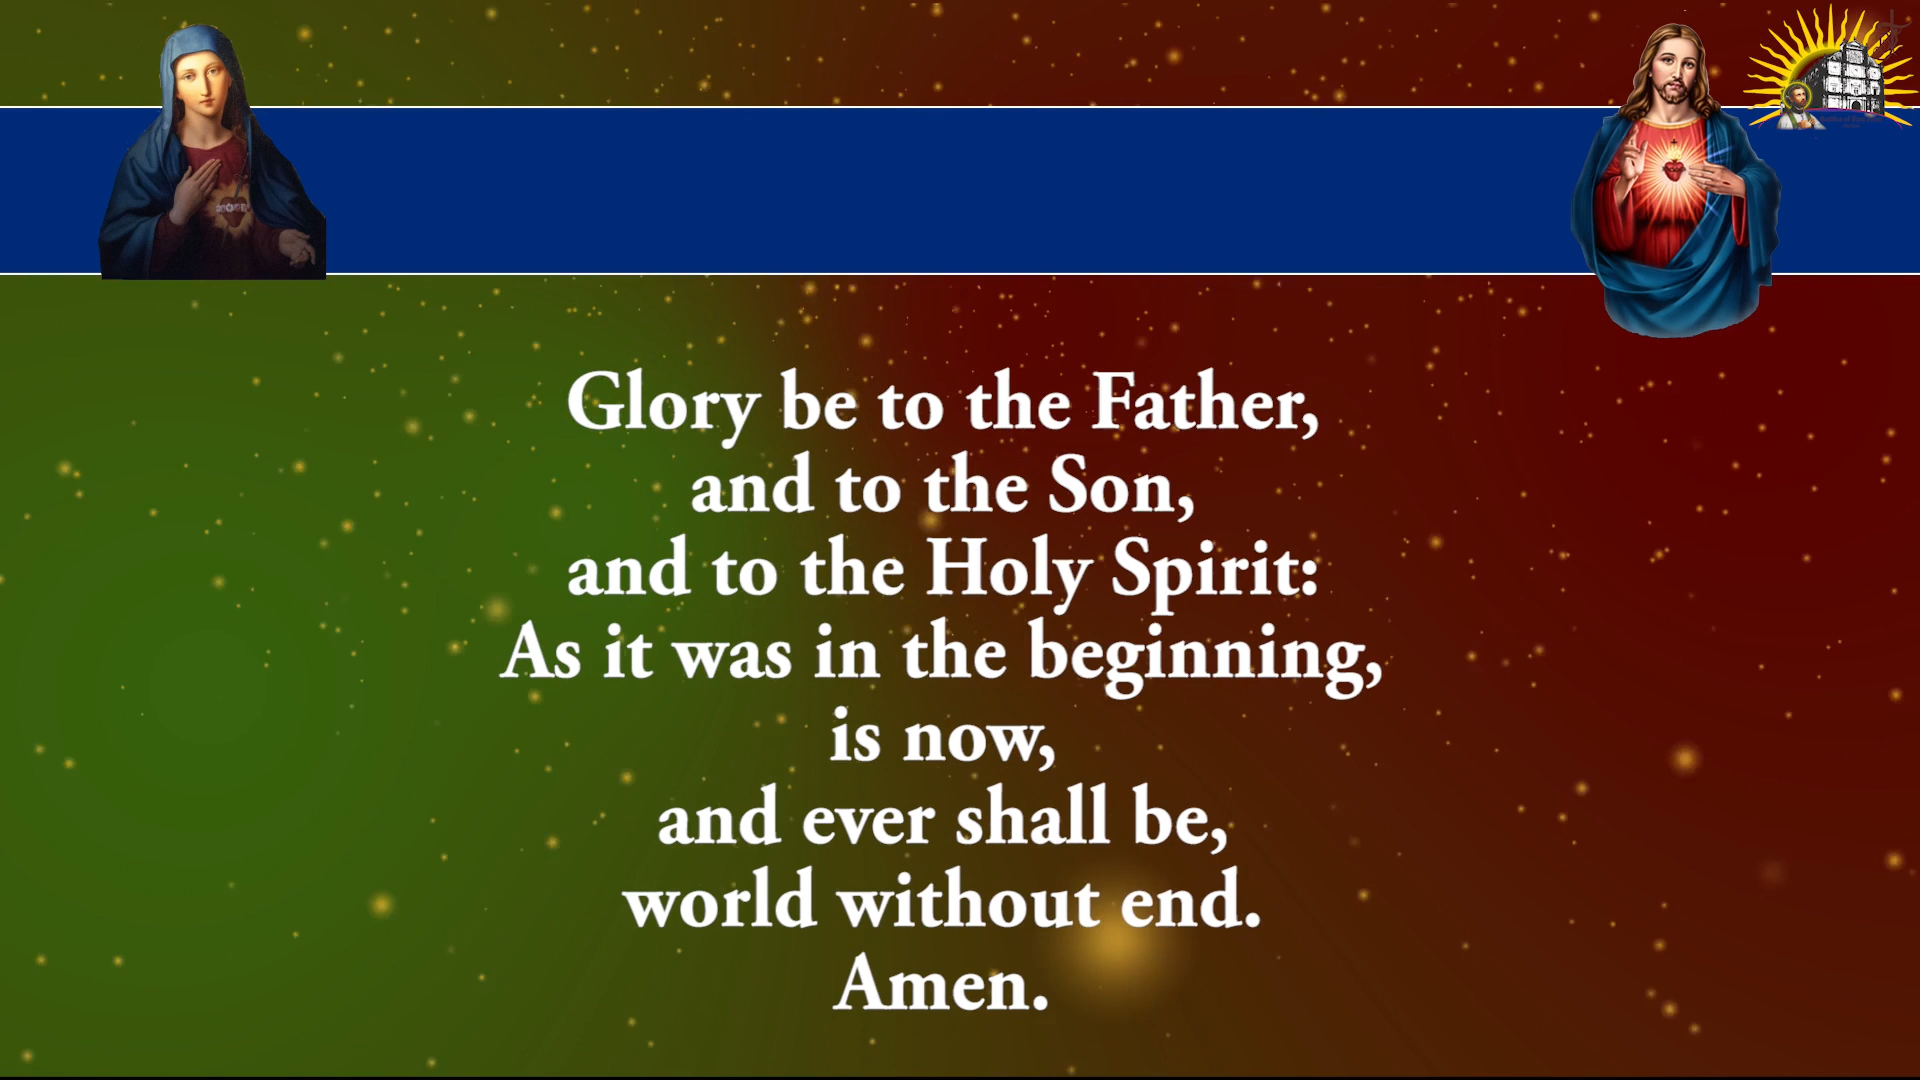 Glory be to the Father,
and to the Son,
and to the Holy Spirit:
As it was in the beginning,
is now,
and ever shall be,
world without end.
Amen.